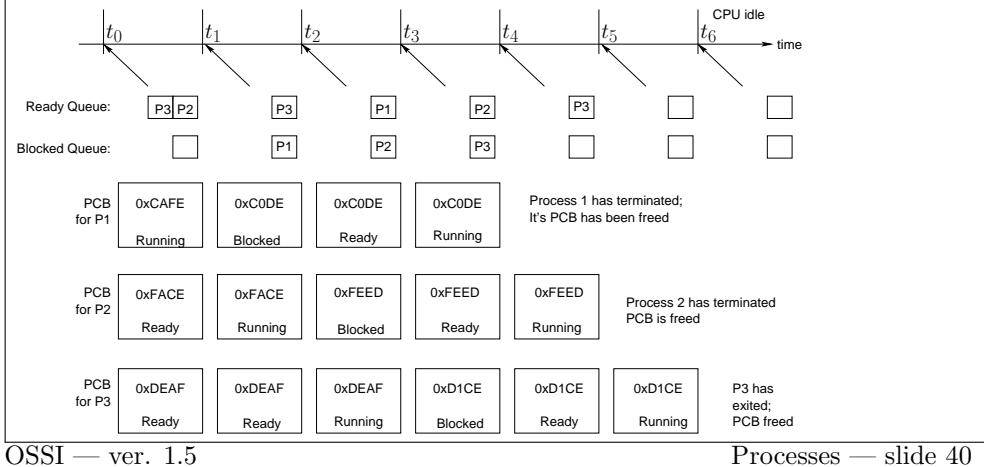 CPU idle
t0 t1 t2 t3 t4 t5 t6
time
Ready Queue: P3 P2 P3 P1 P2 P3
Blocked Queue: P1 P2 P3
PCB for P1
0xCAFE 0xC0DE 0xC0DE 0xC0DE
Running Blocked Ready Running
Process 1 has terminated;
It's PCB has been freed
PCB for P2
0xFACE 0xFACE 0xFEED 0xFEED 0xFEED
Ready Running Blocked Ready Running
Process 2 has terminated
PCB is freed
PCB for P3
0xDEAF 0xDEAF 0xDEAF 0xD1CE 0xD1CE 0xD1CE
Ready Ready Running Blocked Ready Running
P3 has
exited;
PCB freed
OSSI — ver. 1.5 Processes — slide 40